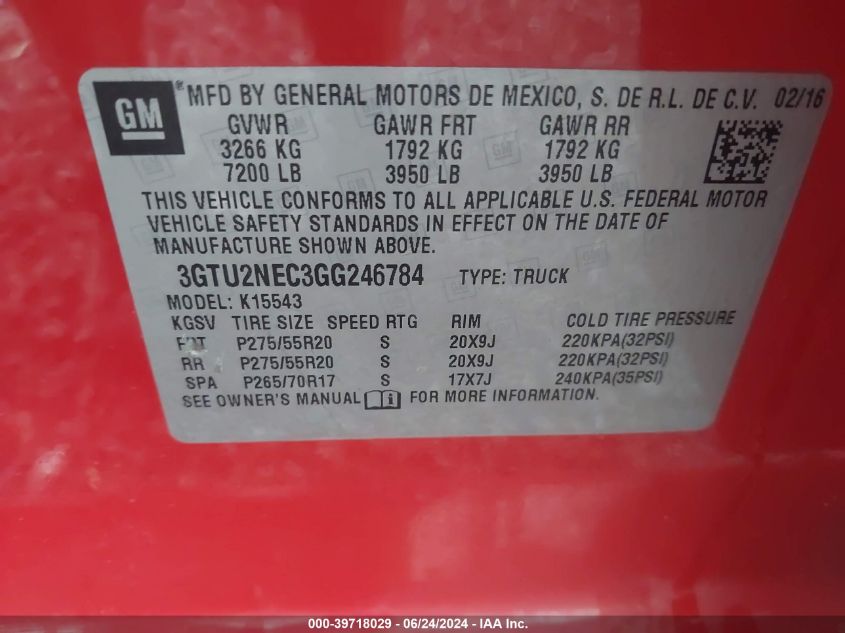 GM ® MFD BY GENERAL MOTORS DE MEXICO, S. DE R.L. DE C.V. 02/16
GVWR GAWR FRT GAWR RR
3266 KG 1792 KG 1792 KG
7200 LB 3950 LB 3950 LB
THIS VEHICLE CONFORMS TO ALL APPLICABLE U.S. FEDERAL MOTOR
VEHICLE SAFETY STANDARDS IN EFFECT ON THE DATE OF
MANUFACTURE SHOWN ABOVE.
3GTU2NEC3GG246784 TYPE: TRUCK
MODEL: K15543
KGSV TIRE SIZE SPEED RTG RIM COLD TIRE PRESSURE
P275/55R20 S 20X9J 220KPA(32PSI)
RR P275/55R20 S 20X9J 220KPA(32PSI)
SPA P265/70R17 S 17X7J 240KPA(35PSI)
SEE OWNER'S MANUAL FOR MORE INFORMATION.
000-39718029 - 06/24/2024 - IAA Inc.